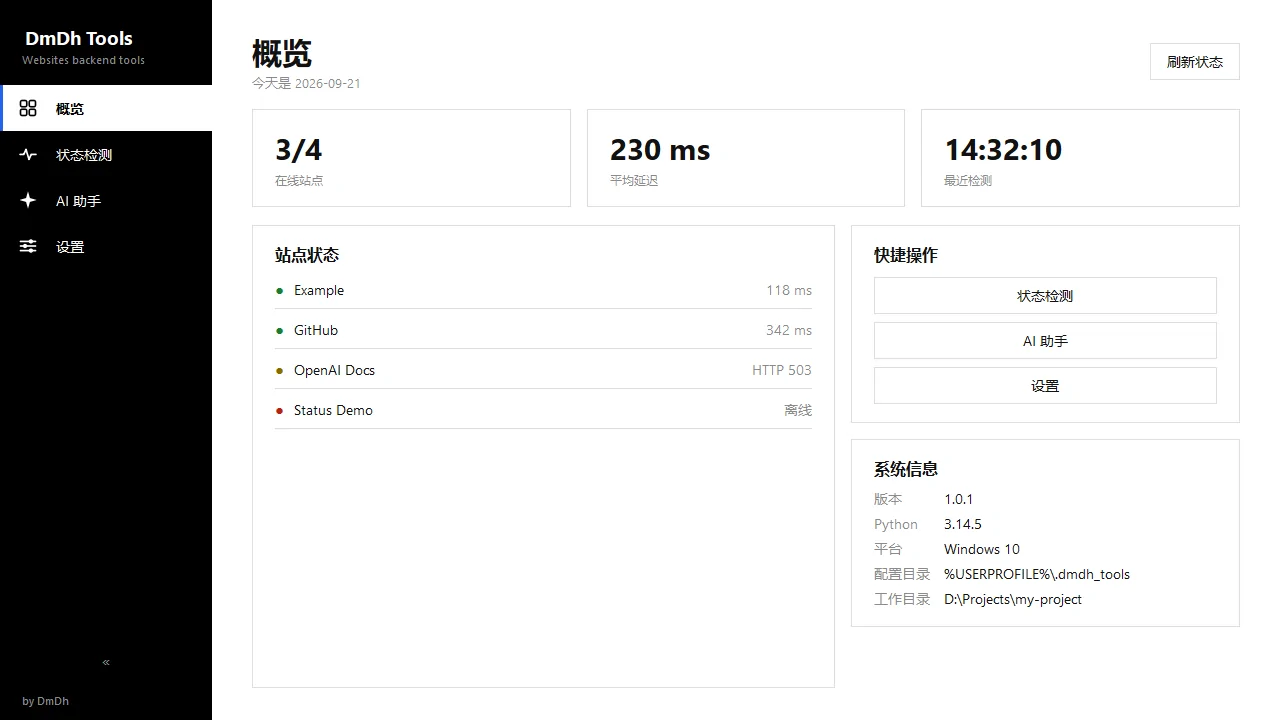 DmDh Tools
Websites backend tools
概览
状态检测
AI 助手
设置
«
by DmDh
概览
今天是 2026-09-21
刷新状态
3/4
在线站点
230 ms
平均延迟
14:32:10
最近检测
站点状态
Example 118 ms
GitHub 342 ms
OpenAI Docs HTTP 503
Status Demo 离线
快捷操作
状态检测
AI 助手
设置
系统信息
版本 1.0.1
Python 3.14.5
平台 Windows 10
配置目录 %USERPROFILE%\.dmdh_tools
工作目录 D:\Projects\my-project